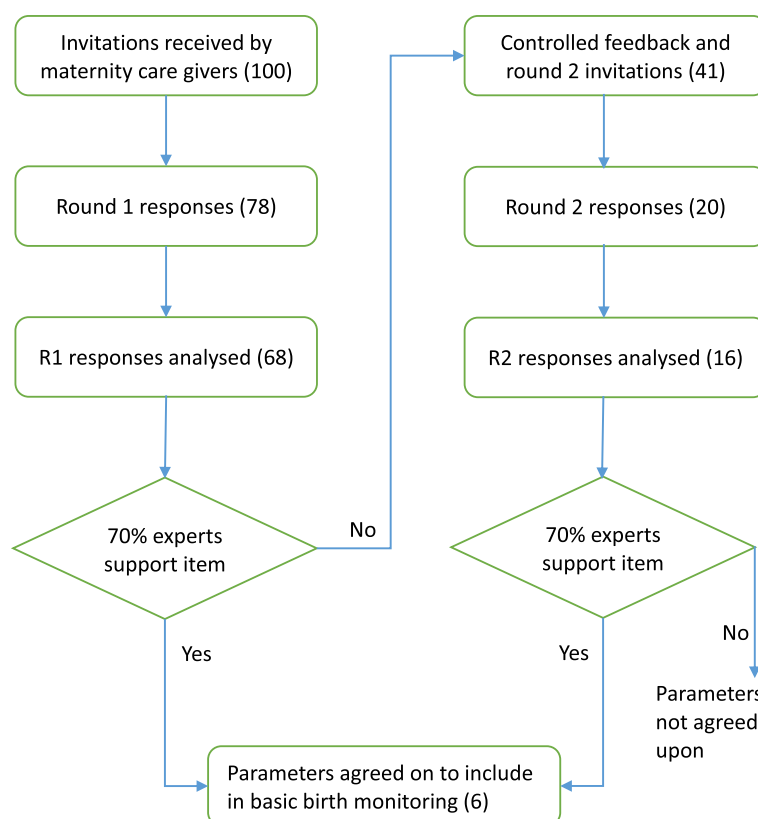 Invitations received by
maternity care givers (100)
Round 1 responses (78)
R1 responses analysed (68)
70% experts
support item
No
Yes
Controlled feedback and
round 2 invitations (41)
Round 2 responses (20)
R2 responses analysed (16)
70% experts
support item
No
Yes
Parameters
not agreed
upon
Parameters agreed on to include
in basic birth monitoring (6)